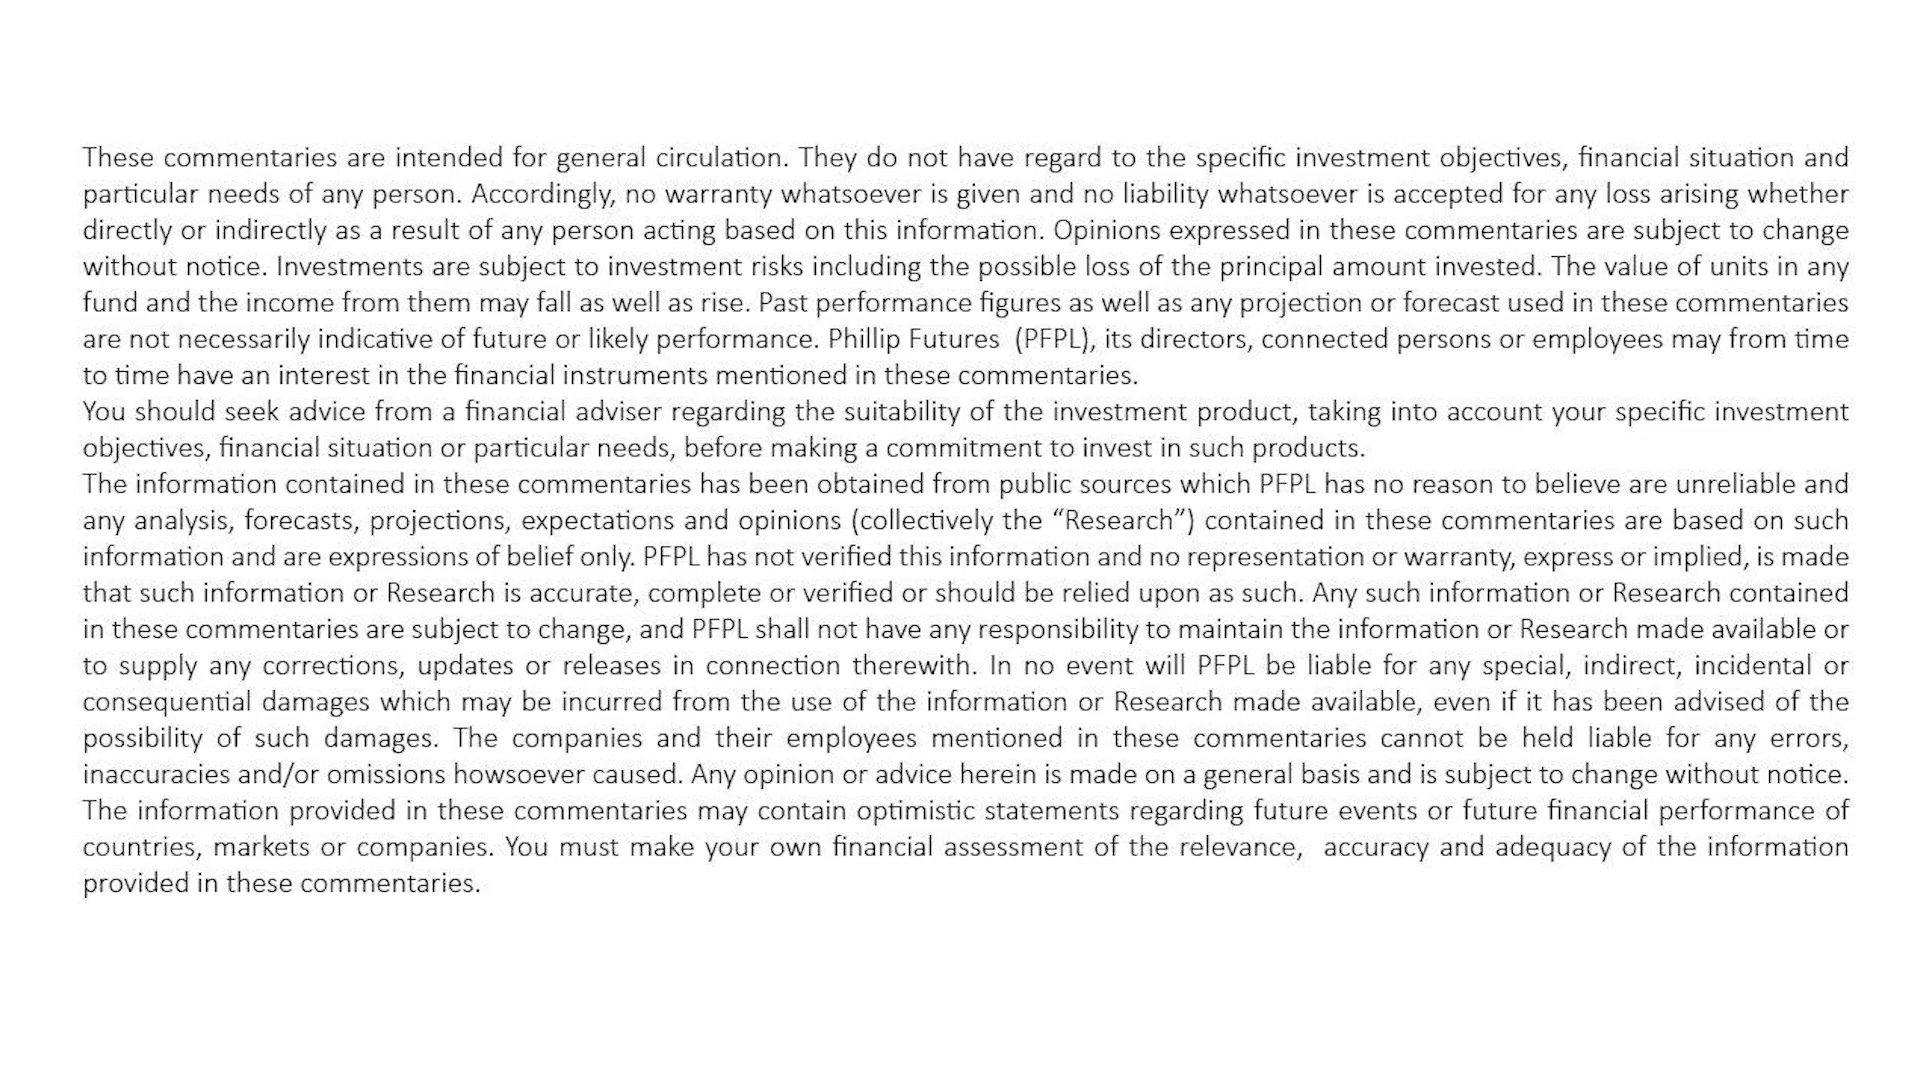 These commentaries are intended for general circulation. They do not have regard to the specific investment objectives, financial situation and
particular needs of any person. Accordingly, no warranty whatsoever is given and no liability whatsoever is accepted for any loss arising whether
directly or indirectly as a result of any person acting based on this information. Opinions expressed in these commentaries are subject to change
without notice. Investments are subject to investment risks including the possible loss of the principal amount invested. The value of units in any
fund and the income from them may fall as well as rise. Past performance figures as well as any projection or forecast used in these commentaries
are not necessarily indicative of future or likely performance. Phillip Futures  (PFPL), its directors, connected persons or employees may from time
to time have an interest in the financial instruments mentioned in these commentaries.
You should seek advice from a financial adviser regarding the suitability of the investment product, taking into account your specific investment
objectives, financial situation or particular needs, before making a commitment to invest in such products.
The information contained in these commentaries has been obtained from public sources which PFPL has no reason to believe are unreliable and
any analysis, forecasts, projections, expectations and opinions (collectively the “Research”) contained in these commentaries are based on such
information and are expressions of belief only. PFPL has not verified this information and no representation or warranty, express or implied, is made
that such information or Research is accurate, complete or verified or should be relied upon as such. Any such information or Research contained
in these commentaries are subject to change, and PFPL shall not have any responsibility to maintain the information or Research made available or
to supply any corrections, updates or releases in connection therewith. In no event will PFPL be liable for any special, indirect, incidental or
consequential damages which may be incurred from the use of the information or Research made available, even if it has been advised of the
possibility of such damages. The companies and their employees mentioned in these commentaries cannot be held liable for any errors,
inaccuracies and/or omissions howsoever caused. Any opinion or advice herein is made on a general basis and is subject to change without notice.
The information provided in these commentaries may contain optimistic statements regarding future events or future financial performance of
countries, markets or companies. You must make your own financial assessment of the relevance,  accuracy and adequacy of the information
provided in these commentaries.